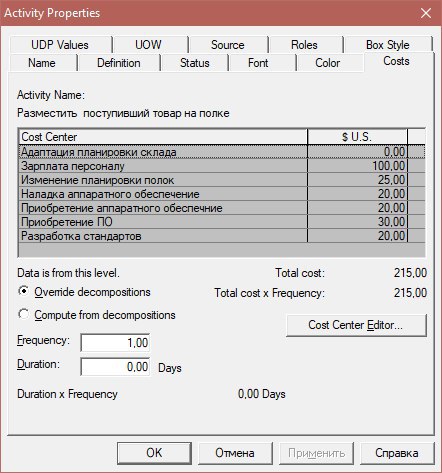 Activity Properties
UDP Values UOW Source Roles Box Style
Name Definition Status Font Color Costs
Activity Name:
Разместить поступивший товар на полке
Cost Center $ U.S.
Адаптация планировки склада 0,00
Зарплата персоналу 100,00
Изменение планировки полок 25,00
Наладка аппаратного обеспечение 20,00
Приобретение аппаратного обеспечние 20,00
Приобретение ПО 30,00
Разработка стандартов 20,00
Data is from this level. Total cost: 215,00
Override decompositions Total cost x Frequency: 215,00
Compute from decompositions
Cost Center Editor...
Frequency: 1,00
Duration: 0,00 Days
Duration x Frequency 0,00 Days
OK Отмена Применить Справка